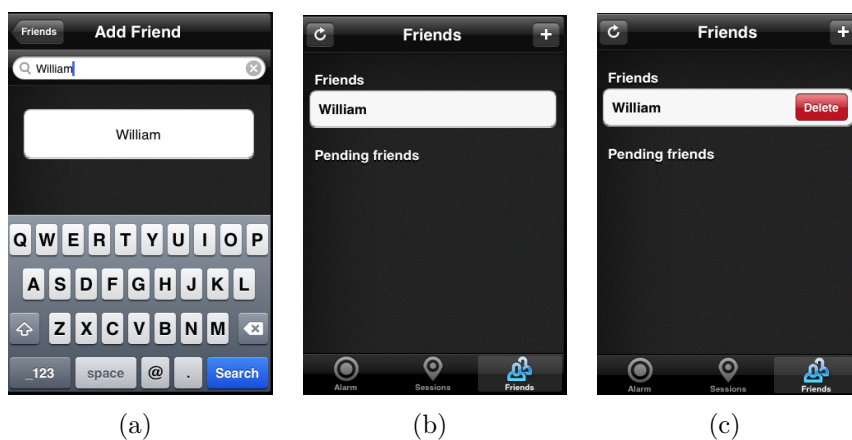 Friends Add Friend
William
William
Q W E R T Y U I O P
A S D F G H J K L
Z X C V B N M
_123 space @ . Search
(a)
Friends +
Friends
William
Pending friends
Alarm Sessions Friends
(b)
Friends +
Friends
William Delete
Pending friends
Alarm Sessions Friends
(c)